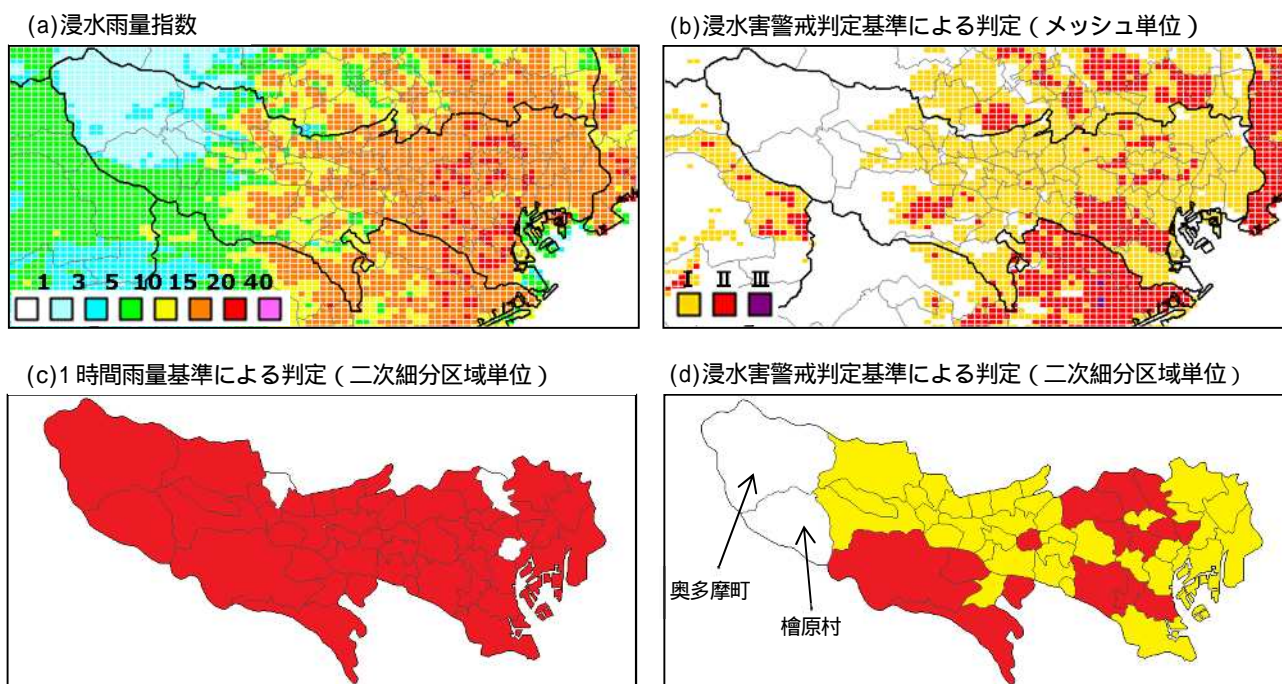 (a)浸水雨量指数
(b)浸水害警戒判定基準による判定（メッシュ単位）
1 3 5 10 15 20 40
I II III
(c)1時間雨量基準による判定（二次細分区域単位）
(d)浸水害警戒判定基準による判定（二次細分区域単位）
奥多摩町
檜原村